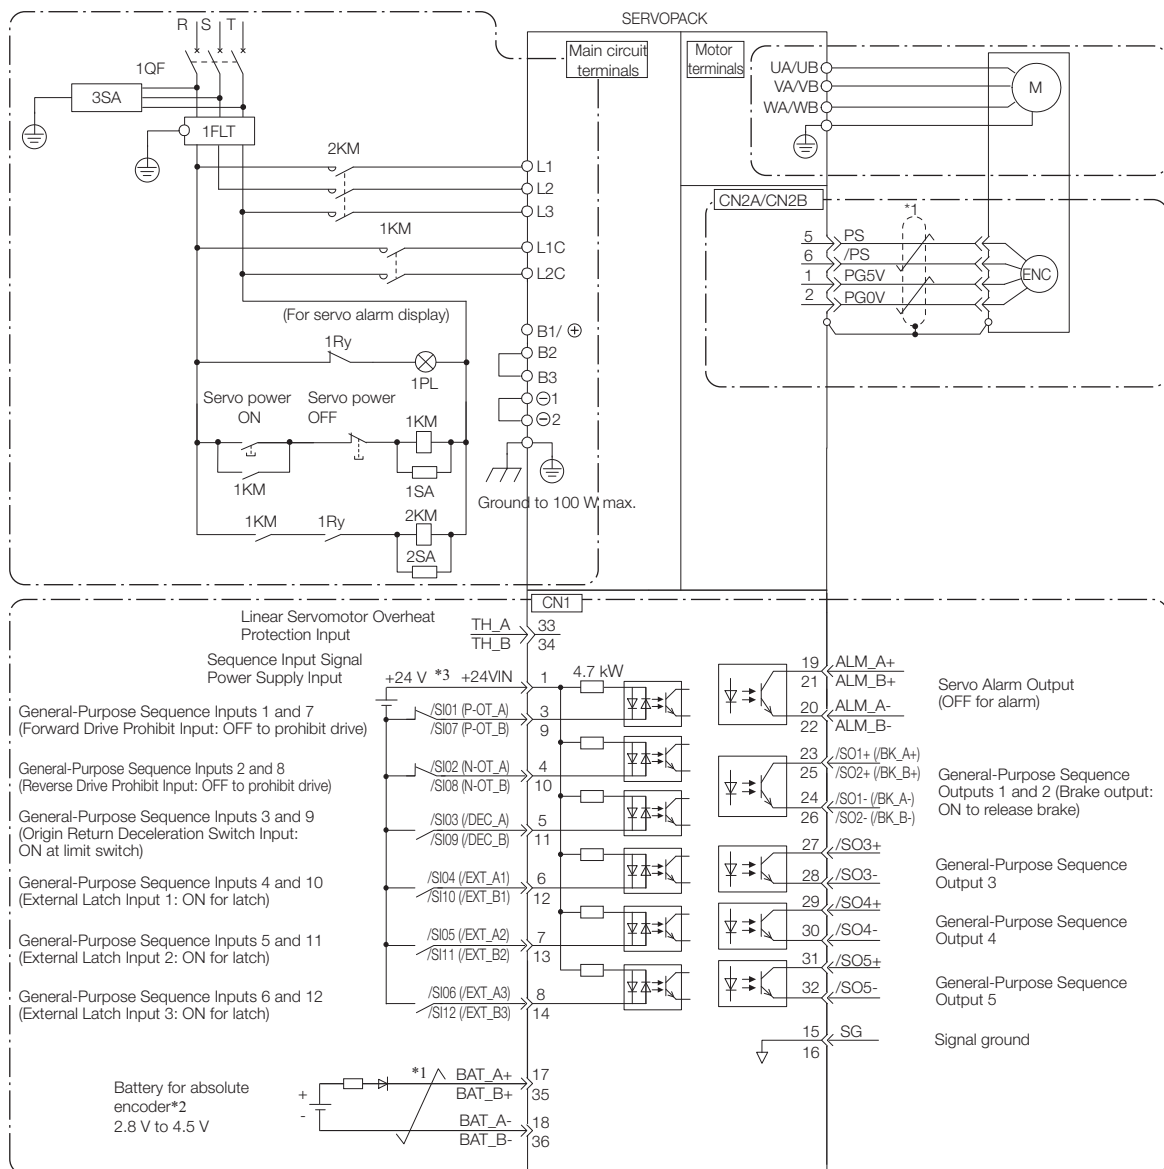 SERVOPACK
R S T
Main circuit
terminals
Motor
terminals
1QF
3SA
1FLT
UA/UB
VA/VB
WA/WB
M
2KM
L1
L2
L3
1KM
L1C
L2C
CN2A/CN2B
*1
5 PS
6 /PS
1 PG5V
2 PG0V
ENC
(For servo alarm display)
1Ry
1PL
B1/ ⊕
B2
B3
⊖1
⊖2
Servo power
ON
Servo power
OFF
1KM
1KM
1SA
Ground to 100 W max.
1KM
1Ry
2KM
2SA
CN1
Linear Servomotor Overheat
Protection Input
TH_A 33
TH_B 34
Sequence Input Signal
Power Supply Input
+24 V *3 +24VIN 1
4.7 kW
General-Purpose Sequence Inputs 1 and 7
(Forward Drive Prohibit Input: OFF to prohibit drive)
/SI01 (P-OT_A) 3
/SI07 (P-OT_B) 9
General-Purpose Sequence Inputs 2 and 8
(Reverse Drive Prohibit Input: OFF to prohibit drive)
/SI02 (N-OT_A) 4
/SI08 (N-OT_B) 10
General-Purpose Sequence Inputs 3 and 9
(Origin Return Deceleration Switch Input:
ON at limit switch)
/SI03 (/DEC_A) 5
/SI09 (/DEC_B) 11
General-Purpose Sequence Inputs 4 and 10
(External Latch Input 1: ON for latch)
/SI04 (/EXT_A1) 6
/SI10 (/EXT_B1) 12
General-Purpose Sequence Inputs 5 and 11
(External Latch Input 2: ON for latch)
/SI05 (/EXT_A2) 7
/SI11 (/EXT_B2) 13
General-Purpose Sequence Inputs 6 and 12
(External Latch Input 3: ON for latch)
/SI06 (/EXT_A3) 8
/SI12 (/EXT_B3) 14
19 ALM_A+
21 ALM_B+
20 ALM_A-
22 ALM_B-
Servo Alarm Output
(OFF for alarm)
23 /SO1+ (/BK_A+)
25 /SO2+ (/BK_B+)
24 /SO1- (/BK_A-)
26 /SO2- (/BK_B-)
General-Purpose Sequence
Outputs 1 and 2 (Brake output:
ON to release brake)
27 /SO3+
28 /SO3-
General-Purpose Sequence
Output 3
29 /SO4+
30 /SO4-
General-Purpose Sequence
Output 4
31 /SO5+
32 /SO5-
General-Purpose Sequence
Output 5
15 SG
16
Signal ground
Battery for absolute
encoder*2
2.8 V to 4.5 V
+
-
*1
BAT_A+ 17
BAT_B+ 35
BAT_A- 18
BAT_B- 36